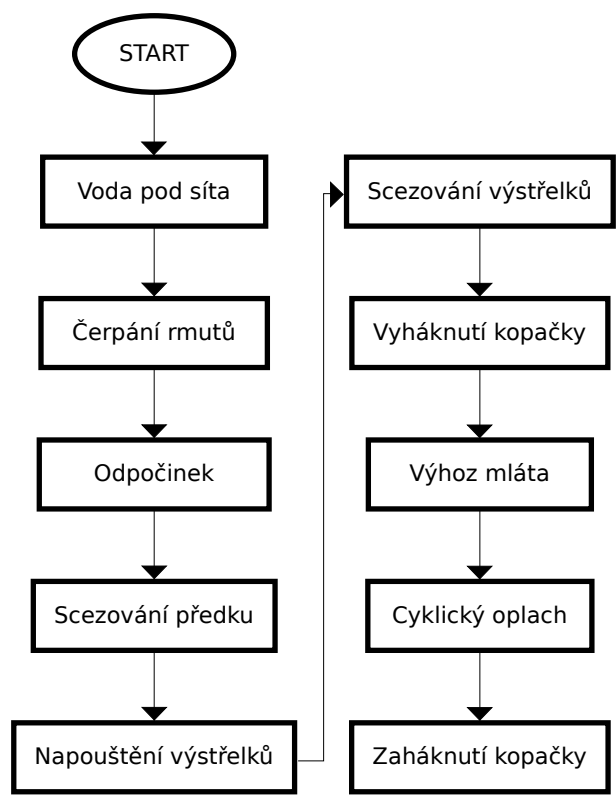 START
Voda pod síta
Čerpání rmutů
Odpočinek
Scezování předku
Napouštění výstřelků
Scezování výstřelků
Vyháknutí kopačky
Výhoz mláta
Cyklický oplach
Zaháknutí kopačky